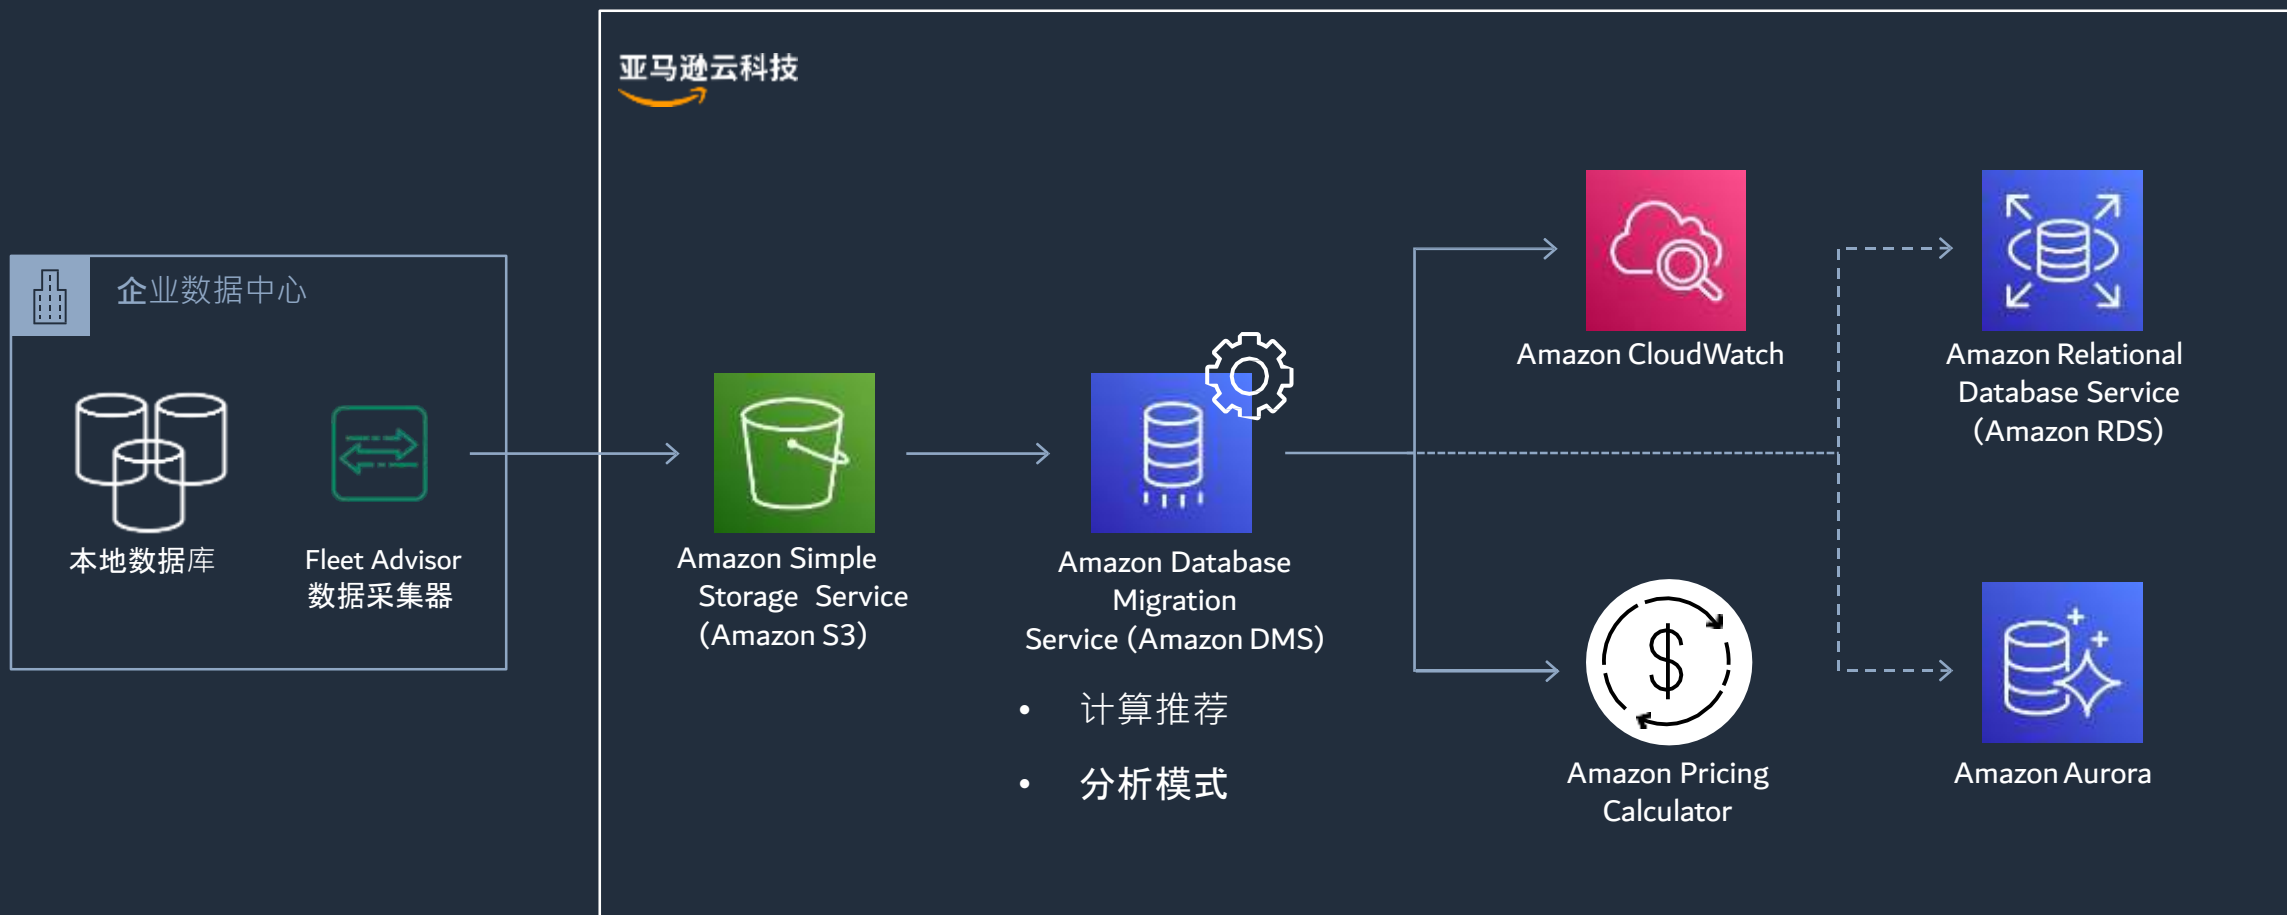 亚马逊云科技
企业数据中心
本地数据库
Fleet Advisor
数据采集器
Amazon Simple
Storage Service
(Amazon S3)
Amazon Database
Migration
Service (Amazon DMS)
• 计算推荐
• 分析模式
Amazon CloudWatch
Amazon Pricing
Calculator
Amazon Relational
Database Service
(Amazon RDS)
Amazon Aurora